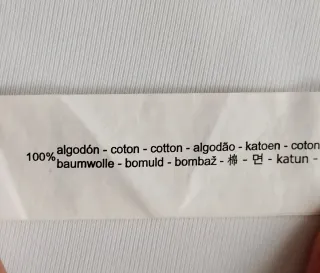 100% algodón - coton - cotton - algodão - katoen - coton
baumwolle - bomuld - bombaž - 棉 - 면 - katun -